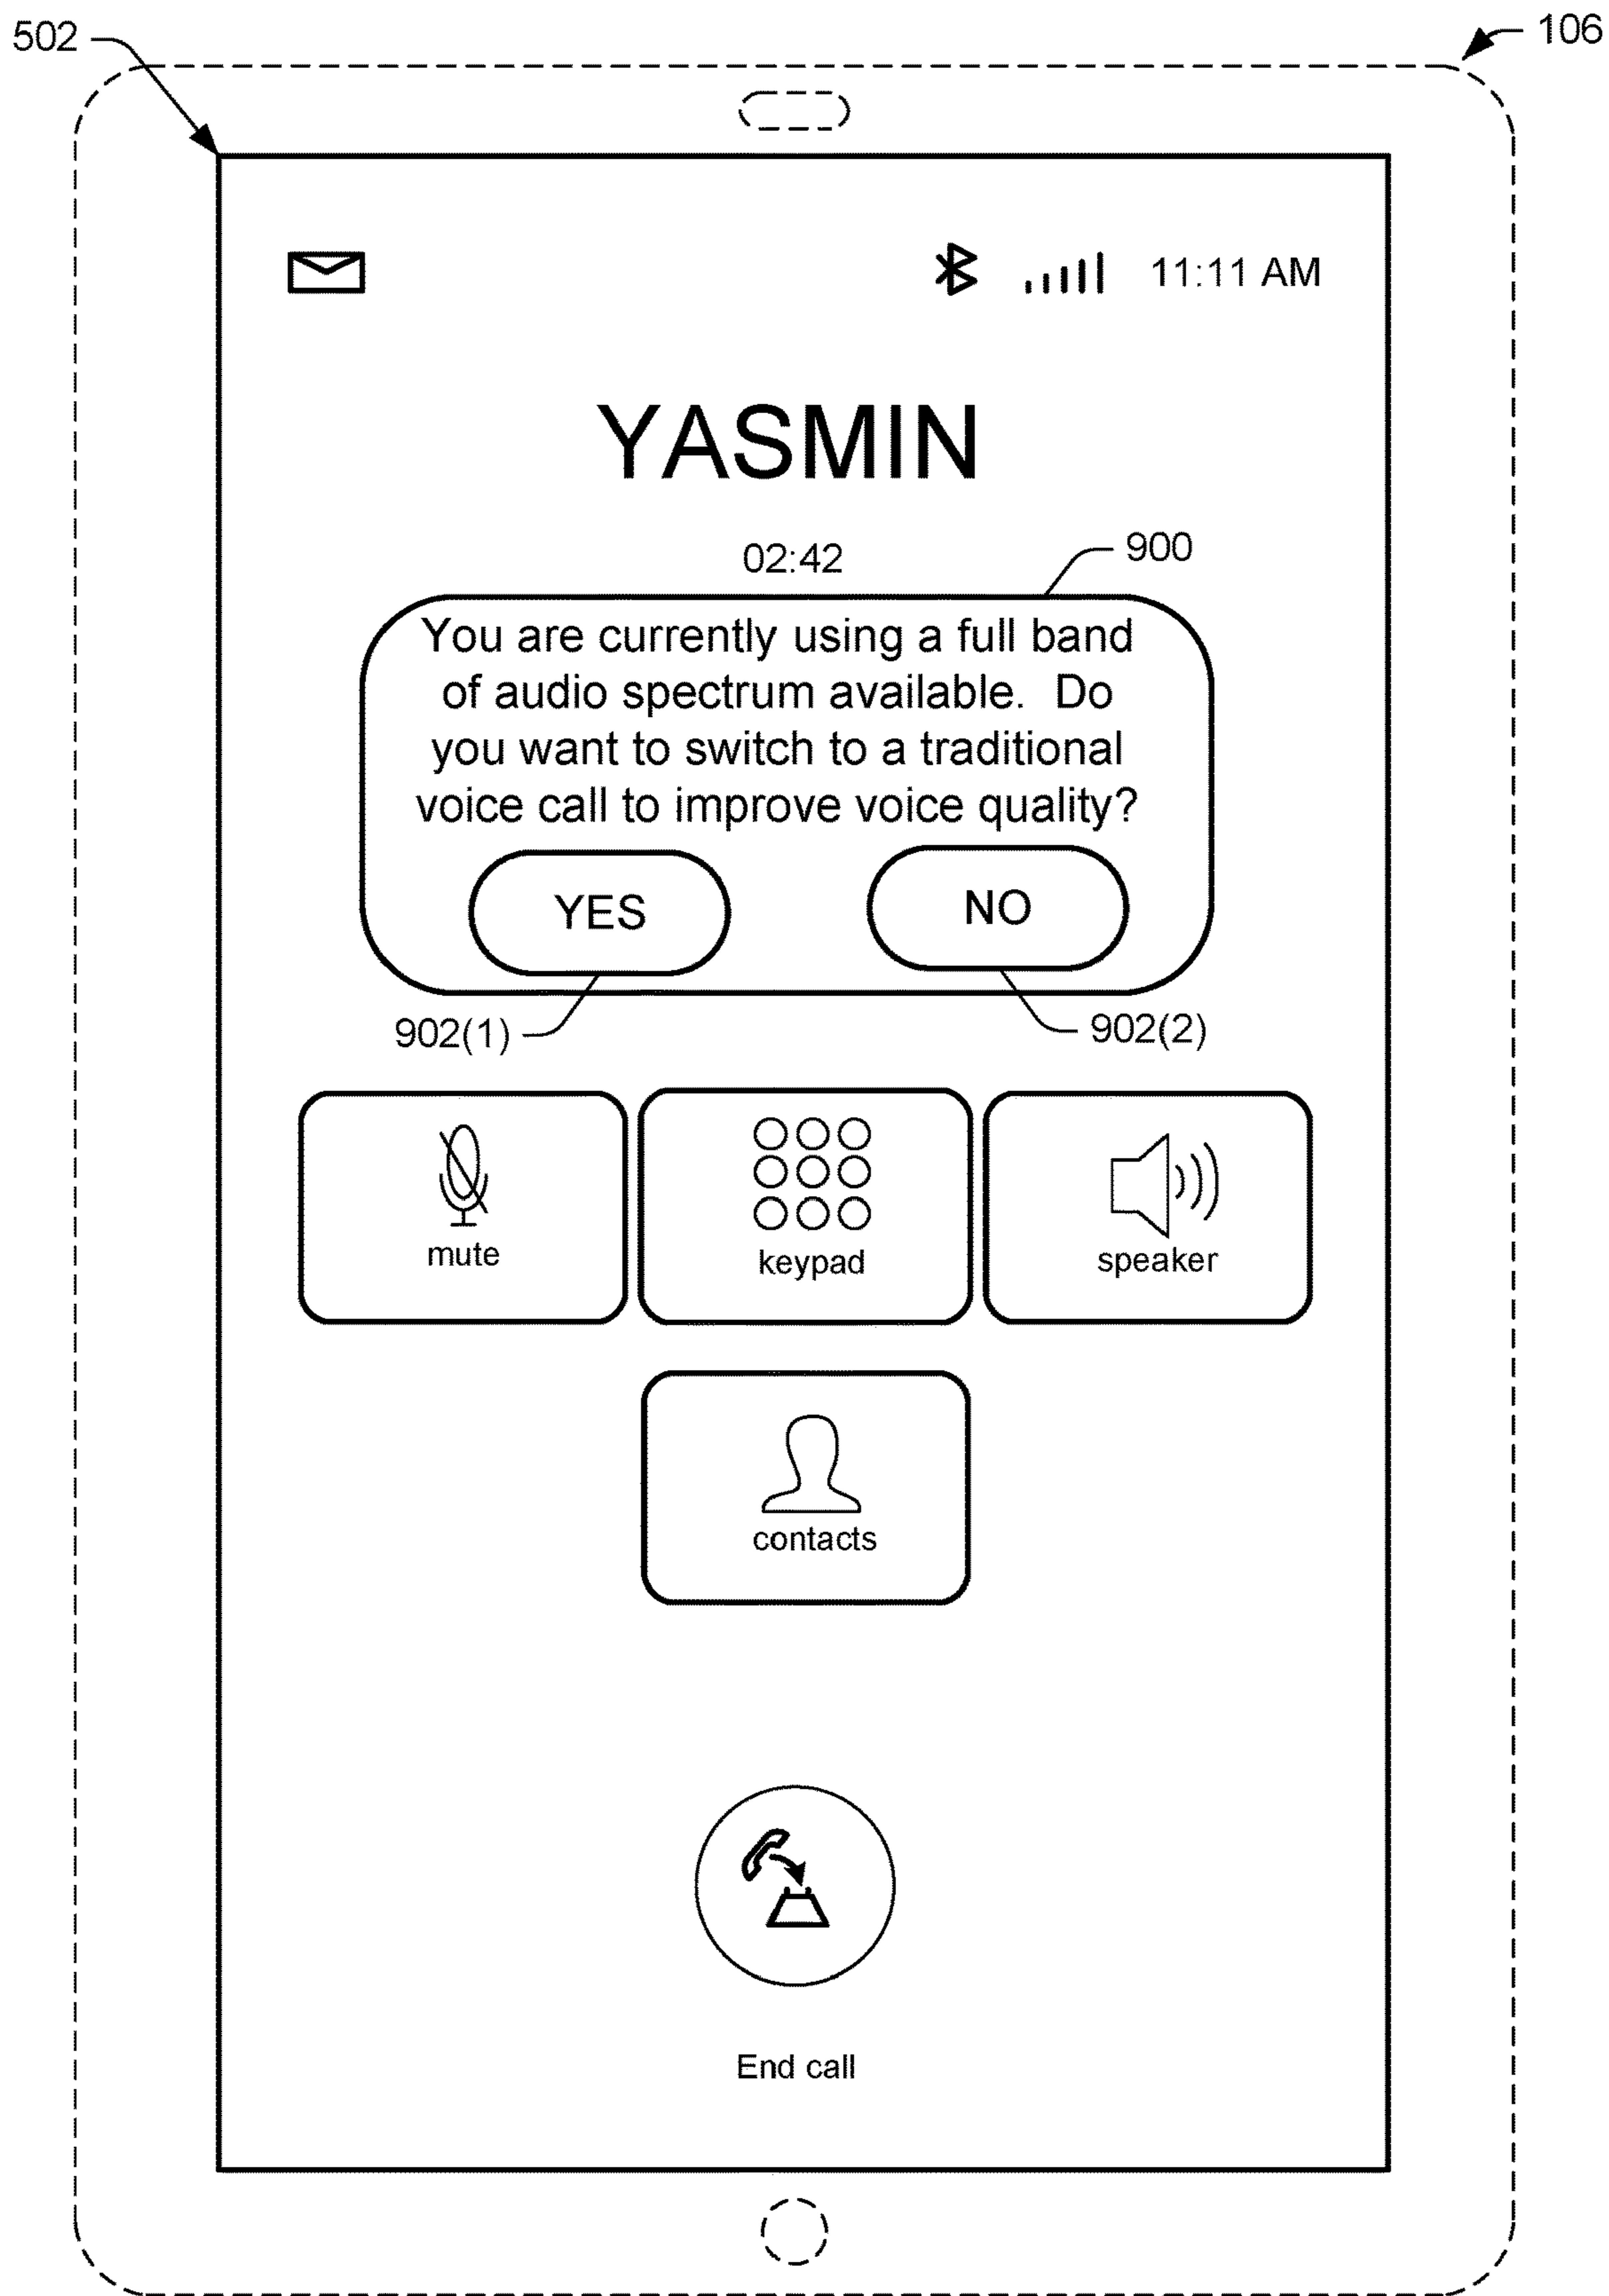 502
106
11:11 AM
YASMIN
02:42
900
You are currently using a full band
of audio spectrum available.  Do
you want to switch to a traditional
voice call to improve voice quality?
YES
NO
902(1)
902(2)
mute
keypad
speaker
contacts
End call